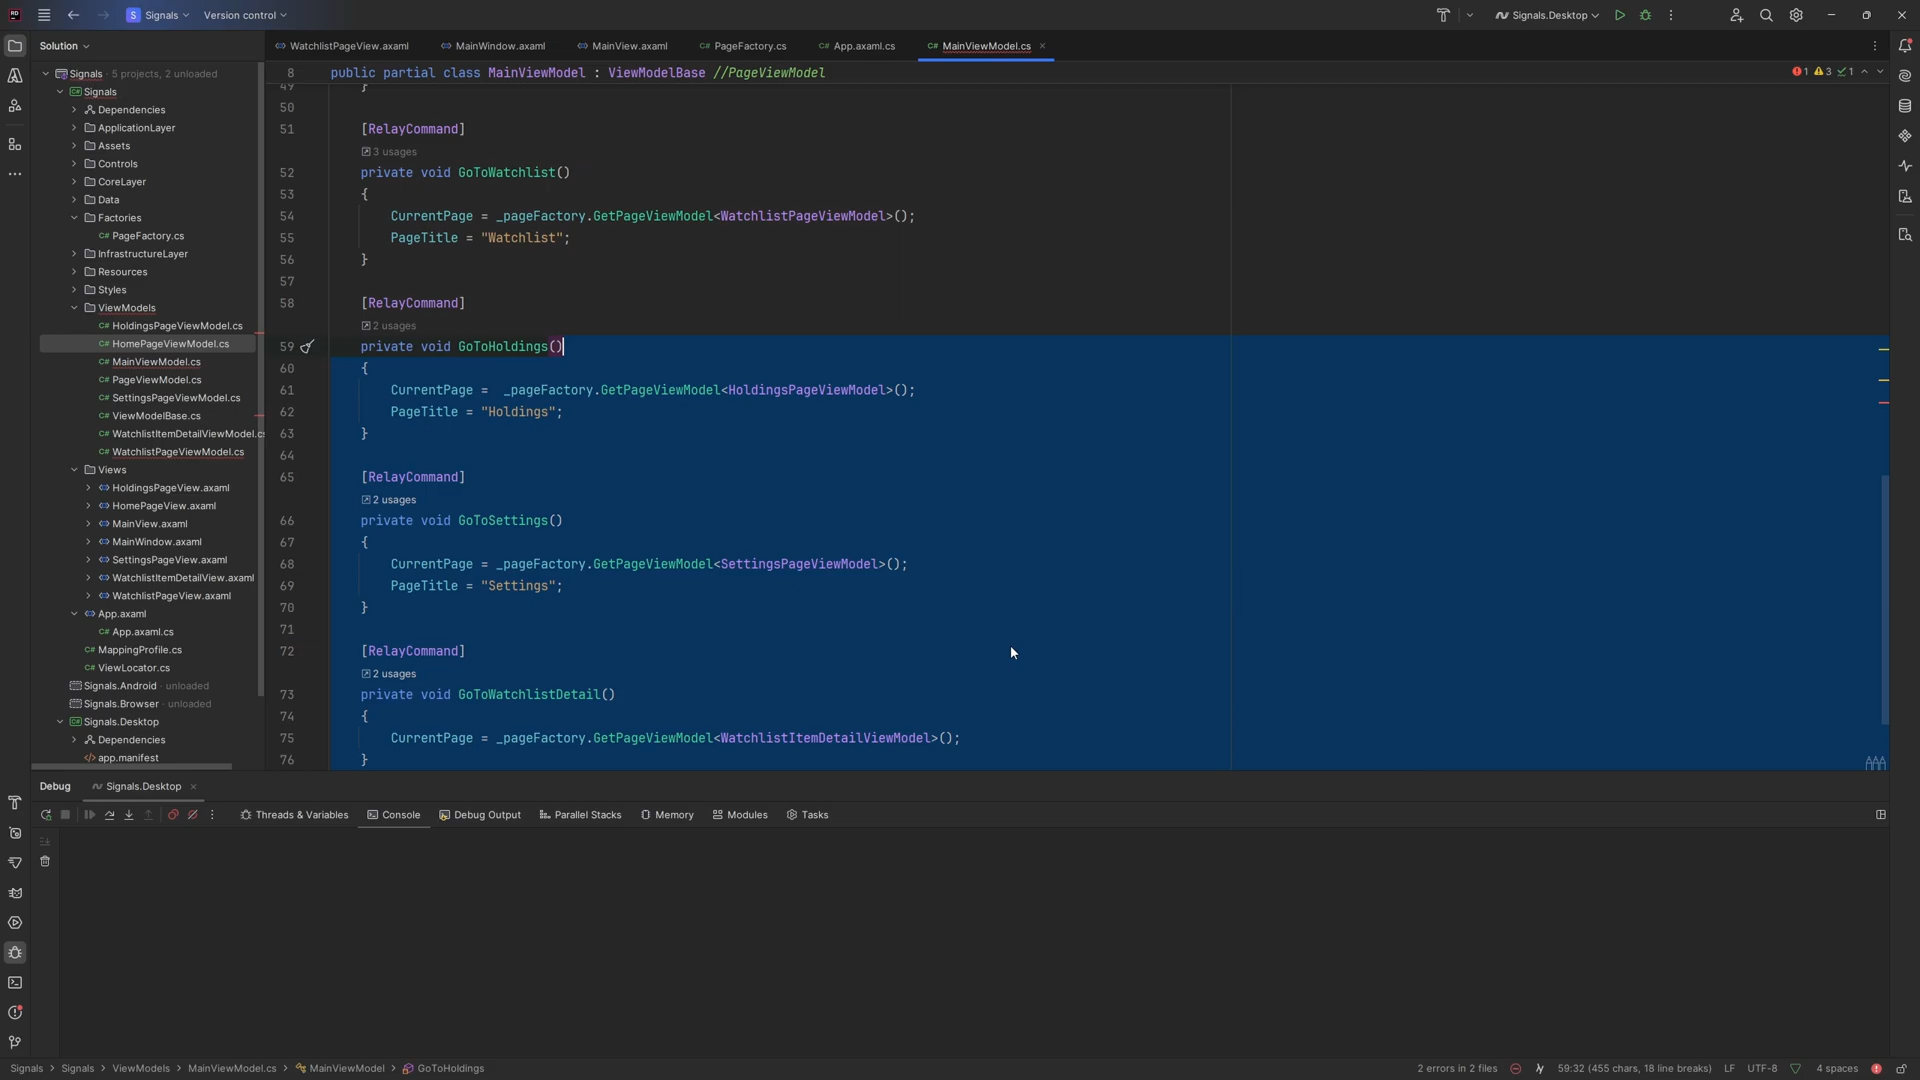 Signals
Version control
Signals.Desktop
Solution
WatchlistPageView.axaml
MainWindow.axaml
MainView.axaml
PageFactory.cs
App.axaml.cs
MainViewModel.cs
Signals · 5 projects, 2 unloaded
Signals
Dependencies
ApplicationLayer
Assets
Controls
CoreLayer
Data
Factories
PageFactory.cs
InfrastructureLayer
Resources
Styles
ViewModels
HoldingsPageViewModel.cs
HomePageViewModel.cs
MainViewModel.cs
PageViewModel.cs
SettingsPageViewModel.cs
ViewModelBase.cs
WatchlistItemDetailViewModel.cs
WatchlistPageViewModel.cs
Views
HoldingsPageView.axaml
HomePageView.axaml
MainView.axaml
MainWindow.axaml
SettingsPageView.axaml
WatchlistItemDetailView.axaml
WatchlistPageView.axaml
App.axaml
App.axaml.cs
MappingProfile.cs
ViewLocator.cs
Signals.Android · unloaded
Signals.Browser · unloaded
Signals.Desktop
Dependencies
app.manifest
8 public partial class MainViewModel : ViewModelBase //PageViewModel
1 3 1
49 }
50
51 [RelayCommand]
3 usages
52 private void GoToWatchlist()
53 {
54 CurrentPage = _pageFactory.GetPageViewModel<WatchlistPageViewModel>();
55 PageTitle = "Watchlist";
56 }
57
58 [RelayCommand]
2 usages
59 private void GoToHoldings()
60 {
61 CurrentPage =  _pageFactory.GetPageViewModel<HoldingsPageViewModel>();
62 PageTitle = "Holdings";
63 }
64
65 [RelayCommand]
2 usages
66 private void GoToSettings()
67 {
68 CurrentPage = _pageFactory.GetPageViewModel<SettingsPageViewModel>();
69 PageTitle = "Settings";
70 }
71
72 [RelayCommand]
2 usages
73 private void GoToWatchlistDetail()
74 {
75 CurrentPage = _pageFactory.GetPageViewModel<WatchlistItemDetailViewModel>();
76 }
Debug
Signals.Desktop
Threads & Variables
Console
Debug Output
Parallel Stacks
Memory
Modules
Tasks
Signals > Signals > ViewModels > MainViewModel.cs > MainViewModel > GoToHoldings
2 errors in 2 files
59:32 (455 chars, 18 line breaks)
LF
UTF-8
4 spaces